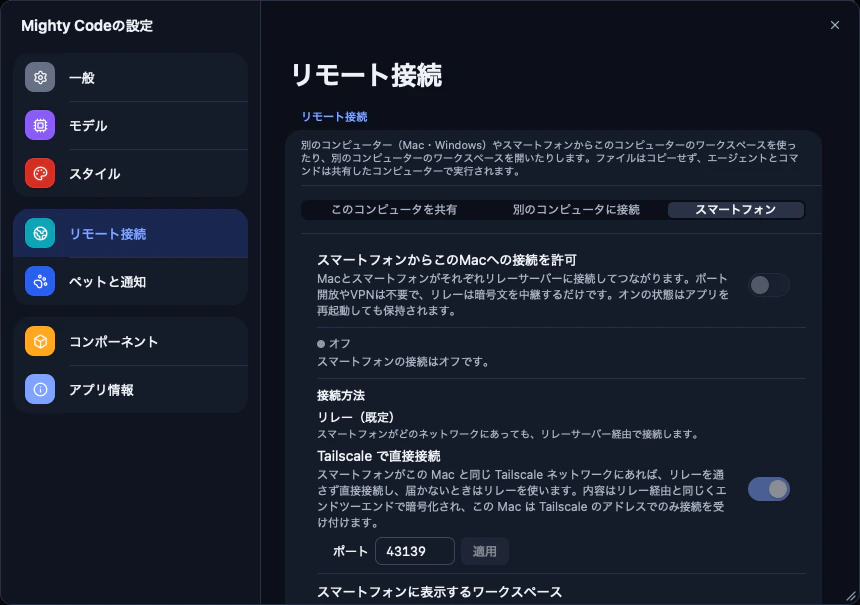 Mighty Codeの設定
一般
モデル
スタイル
リモート接続
ペットと通知
コンポーネント
アプリ情報
リモート接続
リモート接続
別のコンピューター（Mac・Windows）やスマートフォンからこのコンピューターのワークスペースを使っ
たり、別のコンピューターのワークスペースを開いたりします。ファイルはコピーせず、エージェントとコマ
ンドは共有したコンピューターで実行されます。
このコンピュータを共有
別のコンピュータに接続
スマートフォン
スマートフォンからこのMacへの接続を許可
Macとスマートフォンがそれぞれリレーサーバーに接続してつながります。ポート
開放やVPNは不要で、リレーは暗号文を中継するだけです。オンの状態はアプリを
再起動しても保持されます。
オフ
スマートフォンの接続はオフです。
接続方法
リレー（既定）
スマートフォンがどのネットワークにあっても、リレーサーバー経由で接続します。
Tailscale で直接接続
スマートフォンがこの Mac と同じ Tailscale ネットワークにあれば、リレーを通
さず直接接続し、届かないときはリレーを使います。内容はリレー経由と同じくエ
ンドツーエンドで暗号化され、この Mac は Tailscale のアドレスでのみ接続を受
け付けます。
ポート
43139
適用
スマートフォンに表示するワークスペース